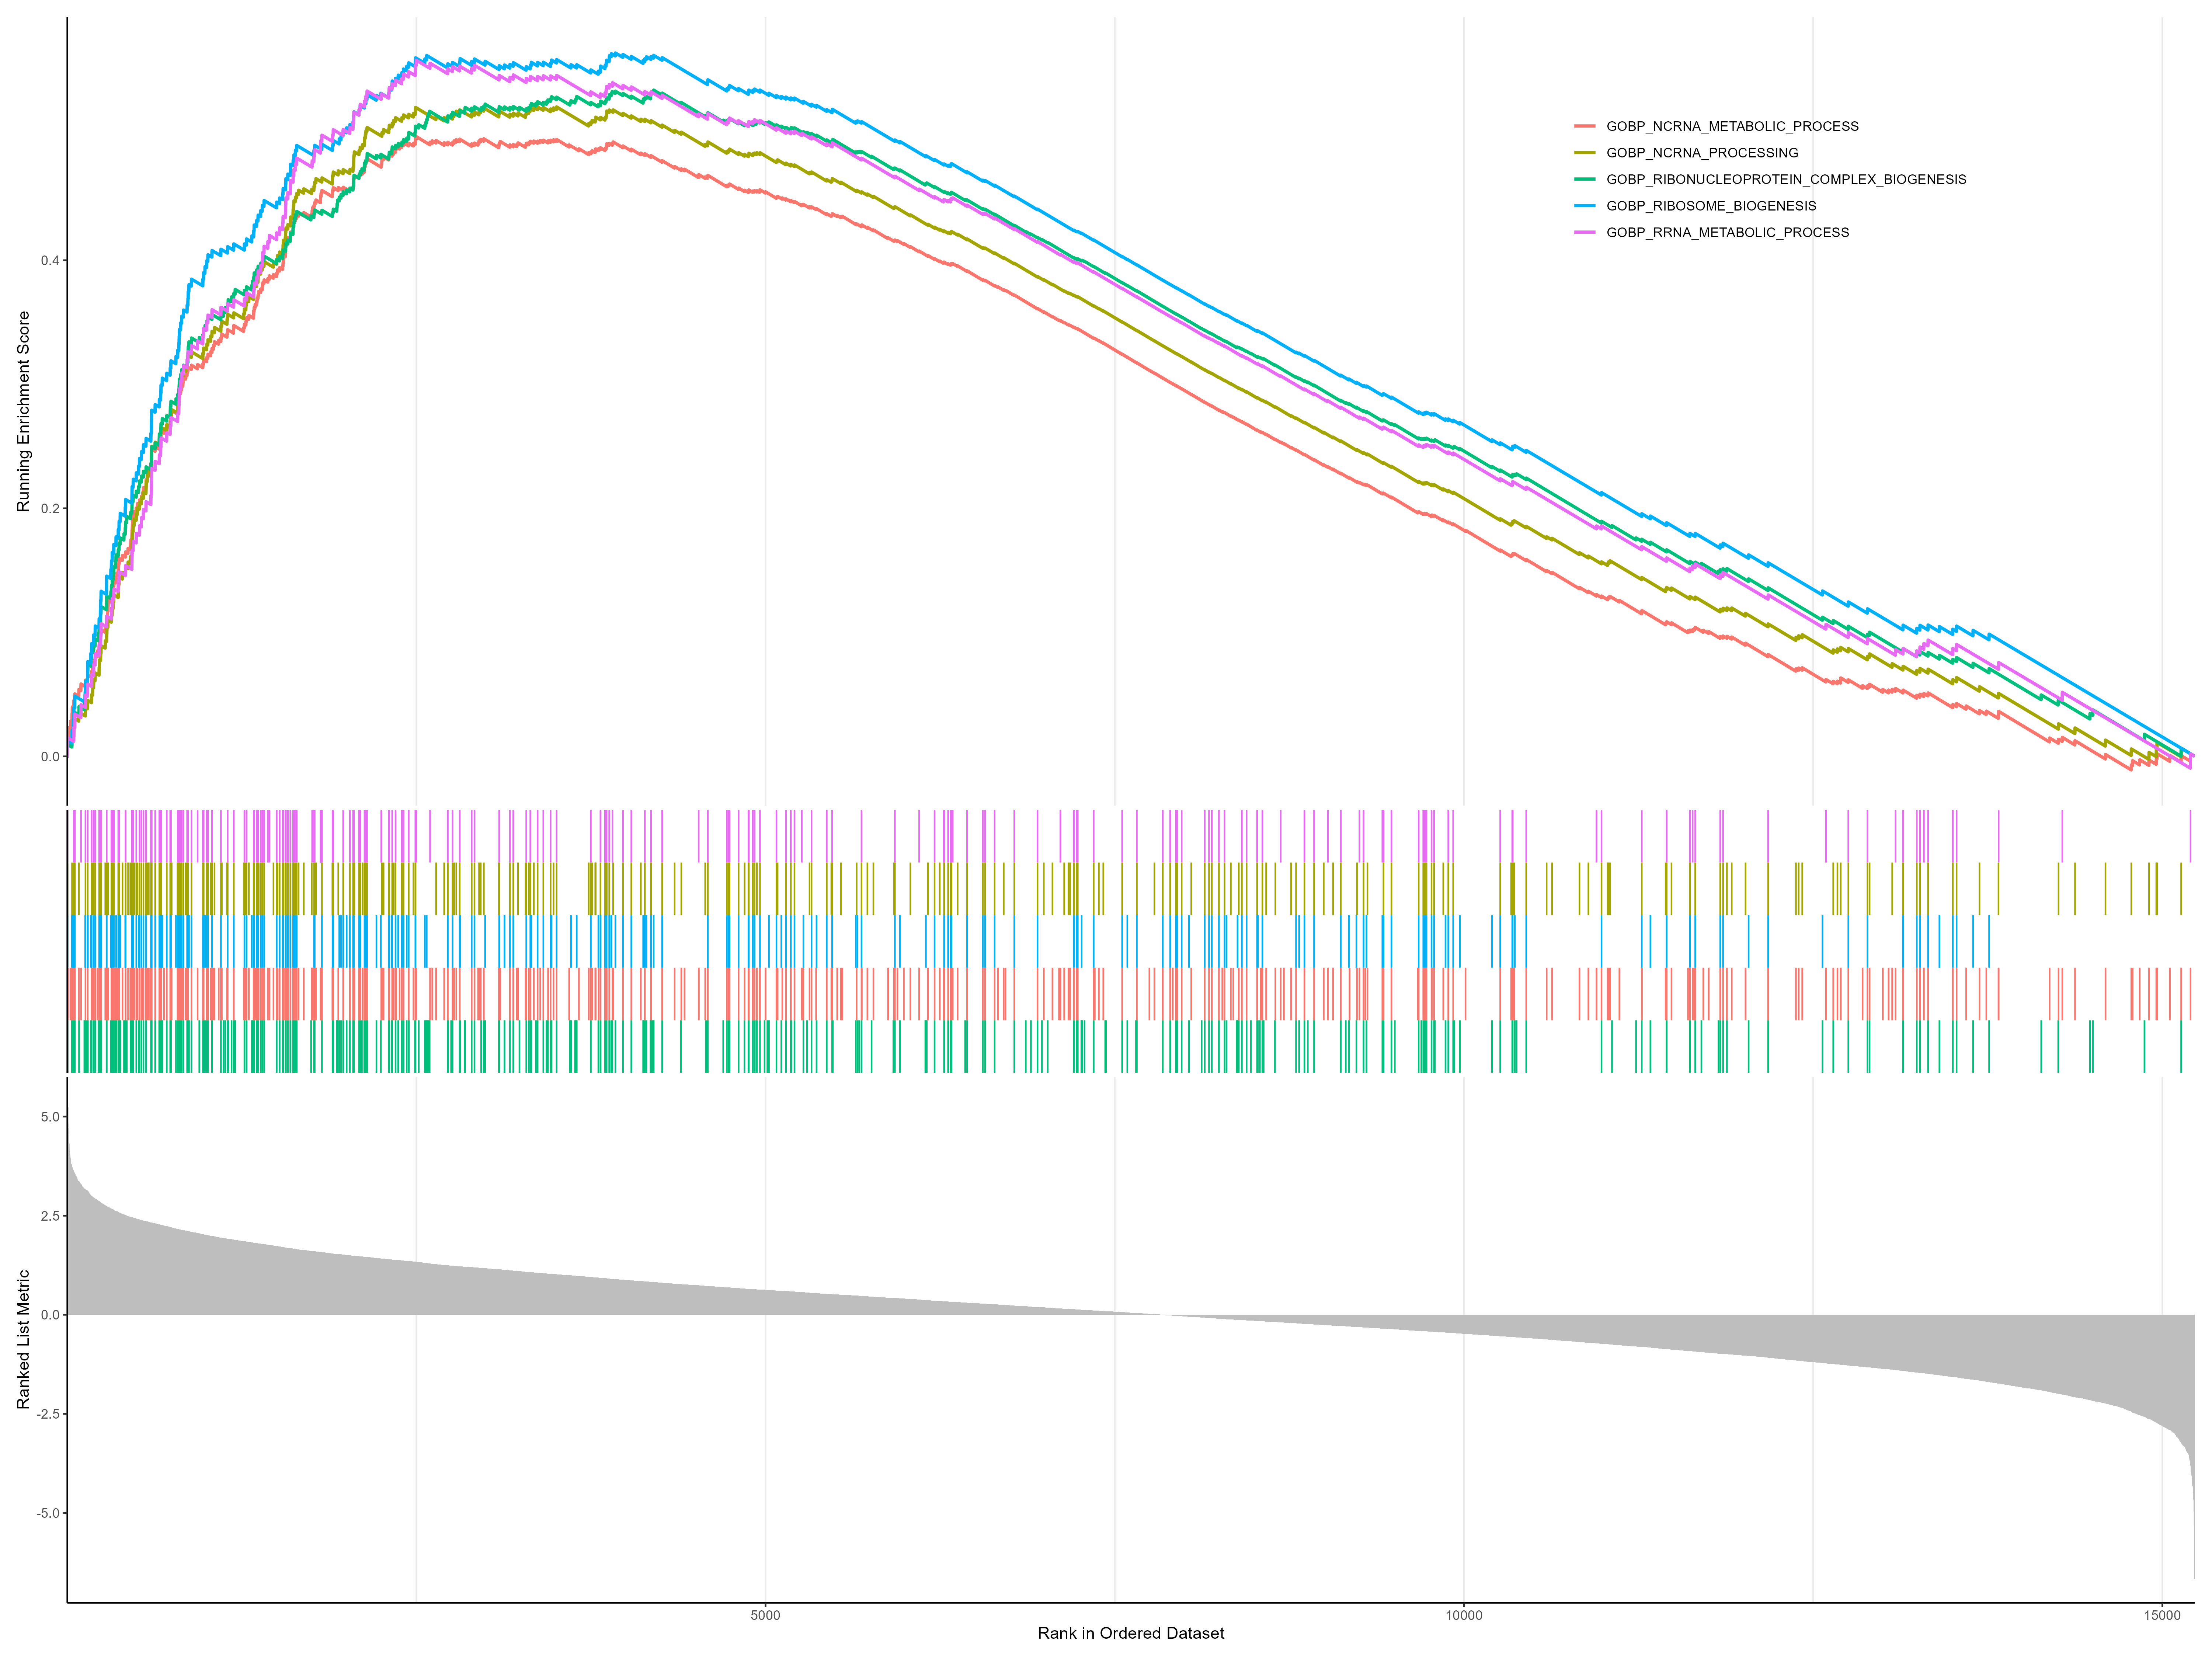 GOBP_NCRNA_METABOLIC_PROCESS
GOBP_NCRNA_PROCESSING
GOBP_RIBONUCLEOPROTEIN_COMPLEX_BIOGENESIS
GOBP_RIBOSOME_BIOGENESIS
GOBP_RRNA_METABOLIC_PROCESS
Running Enrichment Score
0.4
0.2
0.0
Ranked List Metric
5.0
2.5
0.0
-2.5
-5.0
5000
10000
15000
Rank in Ordered Dataset